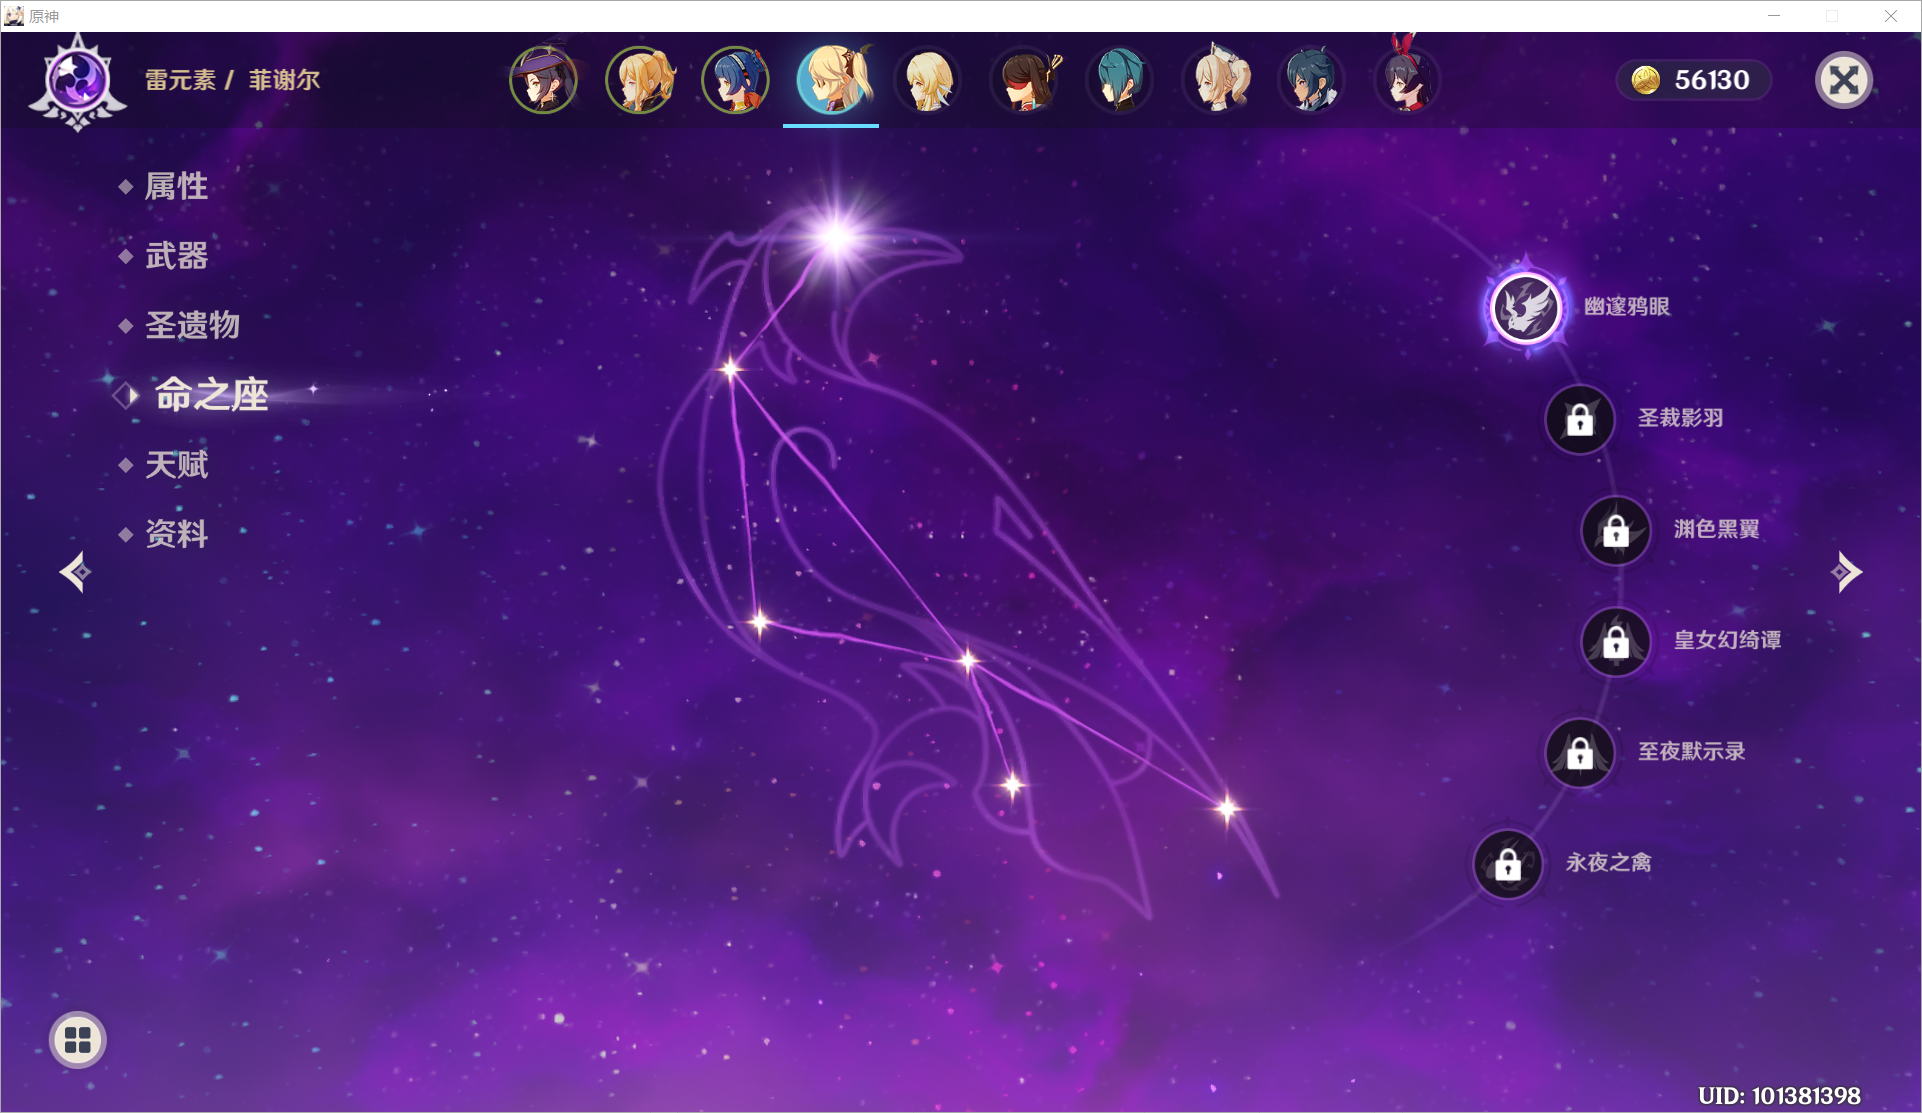 原神
雷元素 / 菲谢尔
56130
属性
武器
圣遗物
命之座
天赋
资料
幽邃鸦眼
圣裁影羽
渊色黑翼
皇女幻绮谭
至夜默示录
永夜之禽
UID: 101381398